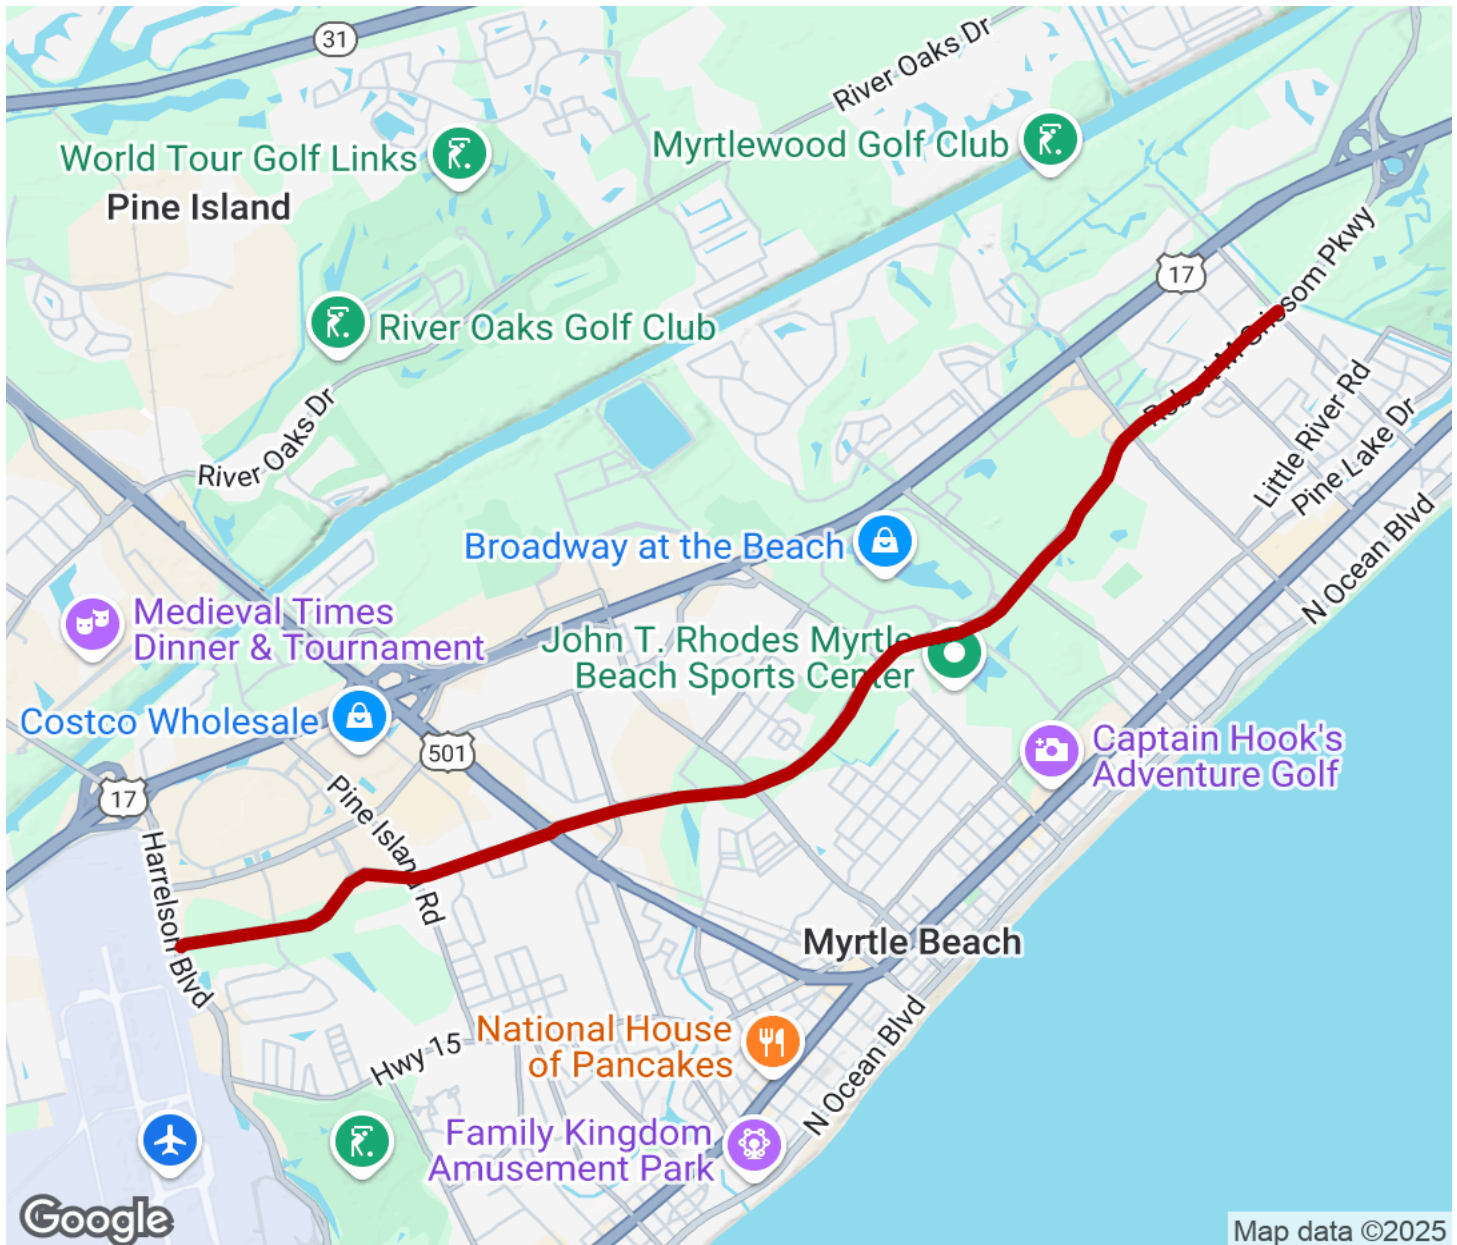 31
River Oaks Dr
World Tour Golf Links
Myrtlewood Golf Club
Pine Island
Robert M Grissom Pkwy
17
River Oaks Golf Club
River Oaks Dr
Little River Rd
Pine Lake Dr
Broadway at the Beach
N Ocean Blvd
Medieval Times
Dinner & Tournament
John T. Rhodes Myrtle
Beach Sports Center
Costco Wholesale
501
Captain Hook's
Adventure Golf
17
Pine Island Rd
Harrelson Blvd
Myrtle Beach
National House
of Pancakes
Hwy 15
N Ocean Blvd
Family Kingdom
Amusement Park
Google
Map data ©2025